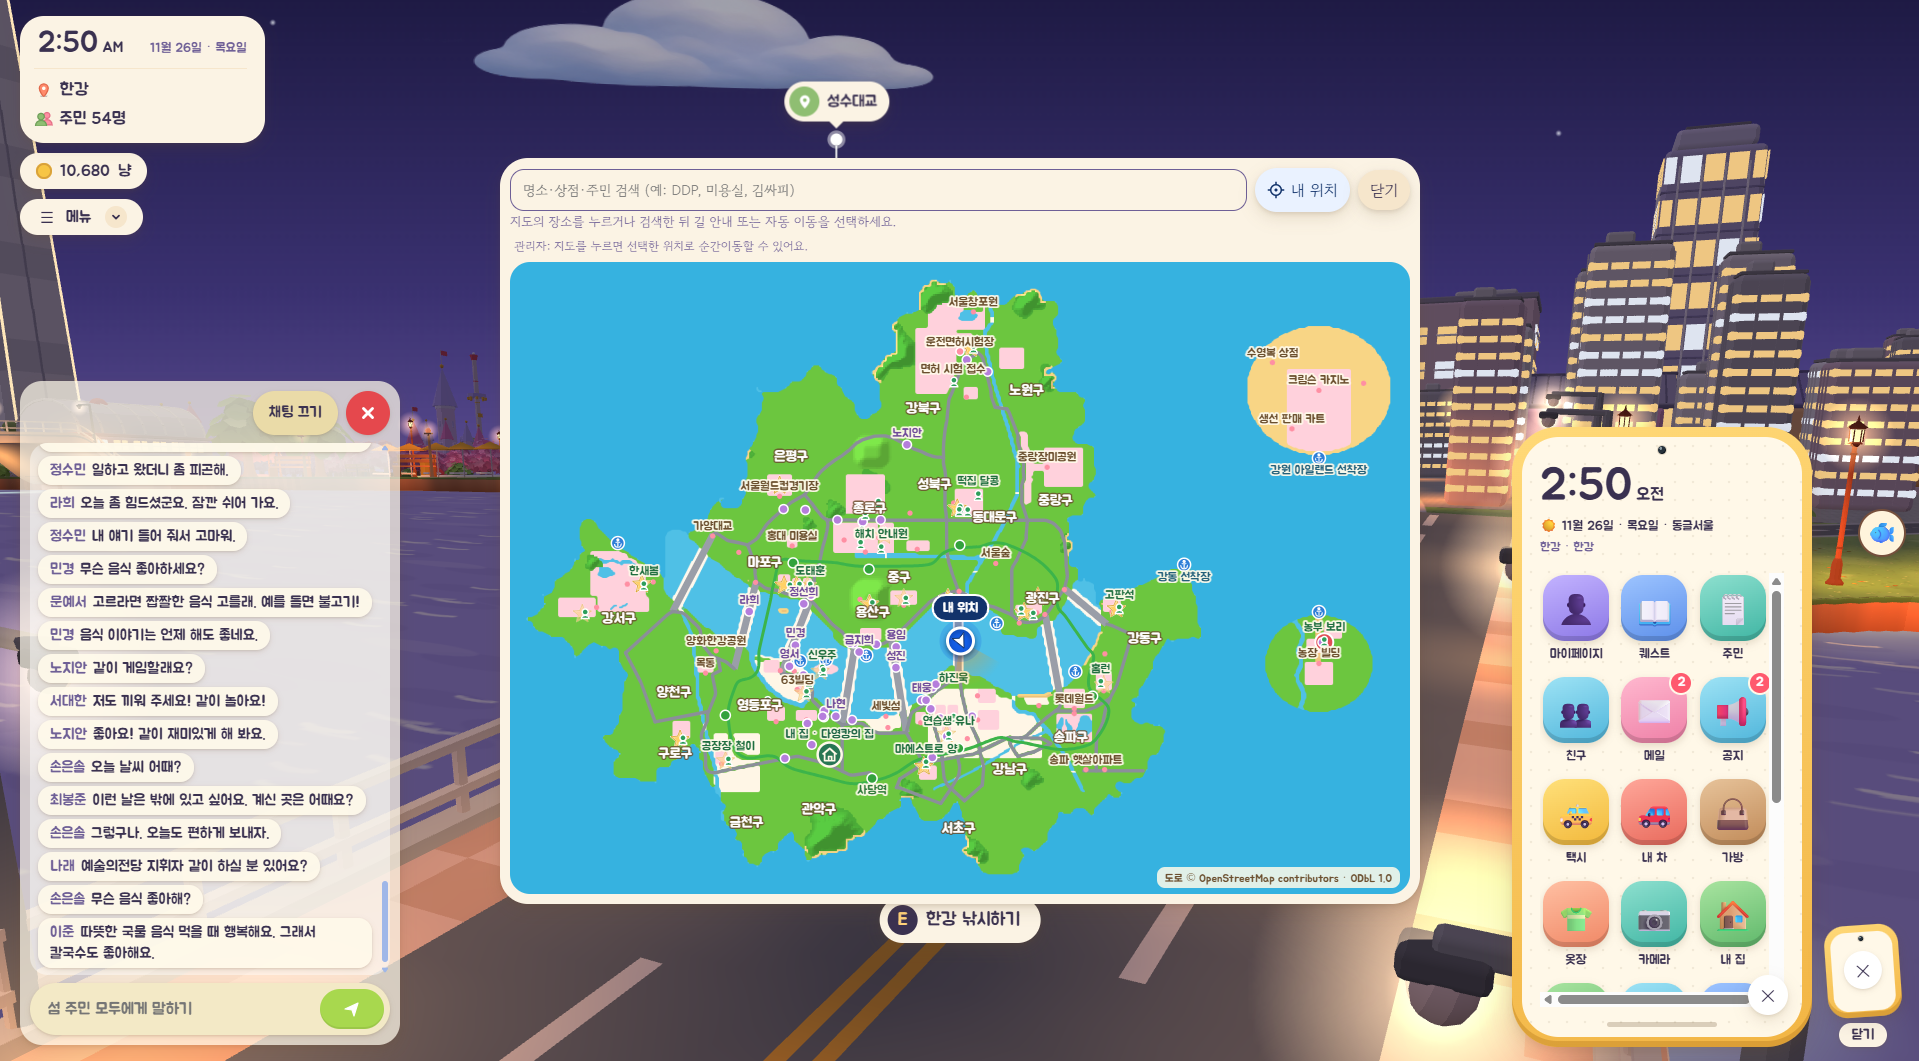 2:50 AM 11월 26일 · 목요일
한강
주민 54명
10,680 냥
메뉴
성수대교
명소·상점·주민 검색 (예: DDP, 미용실, 김싸피)
내 위치
닫기
지도의 장소를 누르거나 검색한 뒤 길 안내 또는 자동 이동을 선택하세요.
관리자: 지도를 누르면 선택한 위치로 순간이동할 수 있어요.
서울창포원
운전면허시험장
면허 시험 접수
노원구
강북구
노지안
은평구
중랑장미공원
서울월드컵경기장
성북구
떡집 달콩
중랑구
종로구
동대문구
가양대교
홍대 미용실
해치 안내원
서울숲
마포구
도태훈
중구
한새봄
정선희
라희
용산구
내 위치
광진구
고판석
강동 선착장
강서구
양화한강공원
민경
금지희
용임
강동구
목동
영서
신우주
성진
63빌딩
하진욱
홈런
양천구
태웅
영등포구
나현
세빛섬
롯데월드
연습생 유나
내 집 · 다영캉의 집
송파구
구로구
공장장 철이
마에스트로 양
송파 햇살아파트
강남구
사당역
금천구
관악구
서초구
수영복 상점
크림슨 카지노
생선 판매 카트
강원 아일랜드 선착장
농부 보리
농장 빌딩
도로 © OpenStreetMap contributors · ODbL 1.0
E 한강 낚시하기
채팅 끄기
정수민 일하고 왔더니 좀 피곤해.
라희 오늘 좀 힘드셨군요. 잠깐 쉬어 가요.
정수민 내 얘기 들어 줘서 고마워.
민경 무슨 음식 좋아하세요?
문예서 고르라면 짭짤한 음식 고를래. 예를 들면 불고기!
민경 음식 이야기는 언제 해도 좋네요.
노지안 같이 게임할래요?
서대한 저도 끼워 주세요! 같이 놀아요!
노지안 좋아요! 같이 재미있게 해 봐요.
손은솔 오늘 날씨 어때?
최봉준 이런 날은 밖에 있고 싶어요. 계신 곳은 어때요?
손은솔 그렇구나. 오늘도 편하게 보내자.
나래 예술의전당 지휘자 같이 하실 분 있어요?
손은솔 무슨 음식 좋아해?
이준 따뜻한 국물 음식 먹을 때 행복해요. 그래서
칼국수도 좋아해요.
섬 주민 모두에게 말하기
2:50 오전
11월 26일 · 목요일 · 동글서울
한강 · 한강
마이페이지
퀘스트
주민
2
2
친구
메일
공지
택시
내 차
가방
옷장
카메라
내 집
닫기